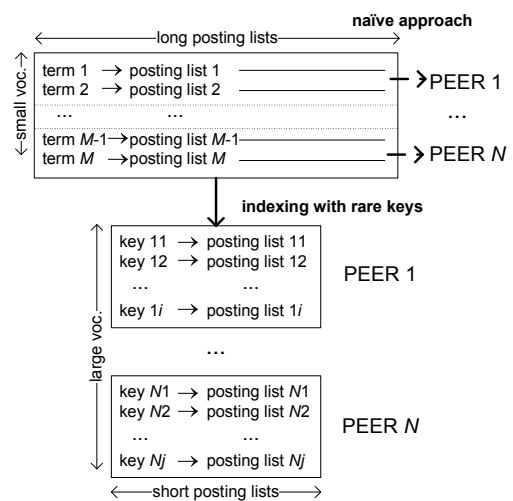 naïve approach
long posting lists
small voc.
term 1 → posting list 1
term 2 → posting list 2
... ...
term M-1 → posting list M-1
term M → posting list M
PEER 1
...
PEER N
indexing with rare keys
large voc.
key 11 → posting list 11
key 12 → posting list 12
... ...
key 1i → posting list 1i
PEER 1
...
key N1 → posting list N1
key N2 → posting list N2
... ...
key Nj → posting list Nj
PEER N
short posting lists